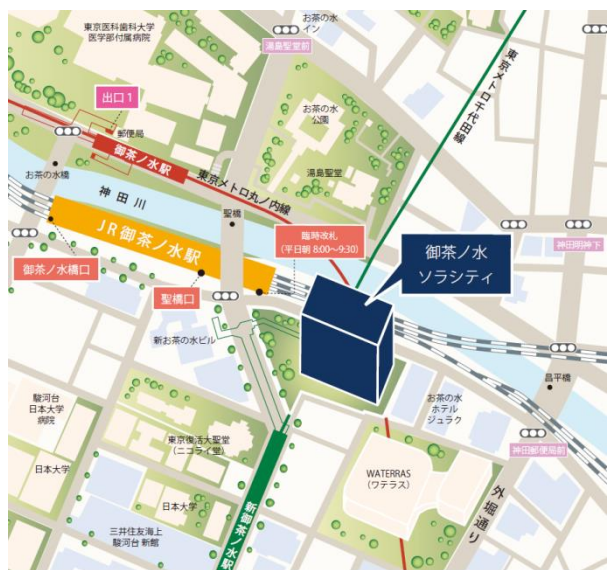 東京医科歯科大学
医学部付属病院
お茶の水
イン
湯島聖堂前
出口1
郵便局
お茶の水
公園
東京メトロ千代田線
御茶ノ水駅
湯島聖堂
お茶の水橋
東京メトロ丸ノ内線
神田川
聖橋
JR御茶ノ水駅
臨時改札
(平日朝 8:00〜9:30)
御茶ノ水
ソラシティ
神田明神下
御茶ノ水橋口
聖橋口
新お茶の水ビル
昌平橋
駿河台
日本大学
病院
お茶の水
ホテル
ジュラク
東京復活大聖堂
(ニコライ堂)
神田郵便局前
日本大学
WATERRAS
(ワテラス)
外堀通り
日本大学
新御茶ノ水駅
三井住友海上
駿河台 新館